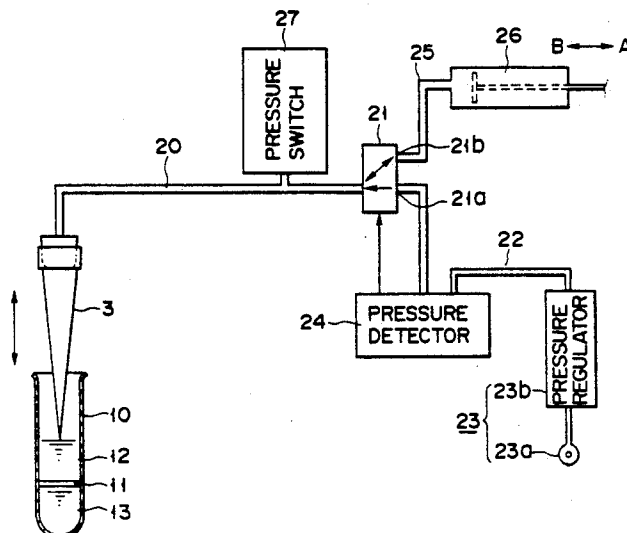 27
PRESSURE
SWITCH
25
26
B
A
21
21b
21a
20
22
3
24
PRESSURE
DETECTOR
PRESSURE
REGULATOR
23b
23
23a
10
12
11
13